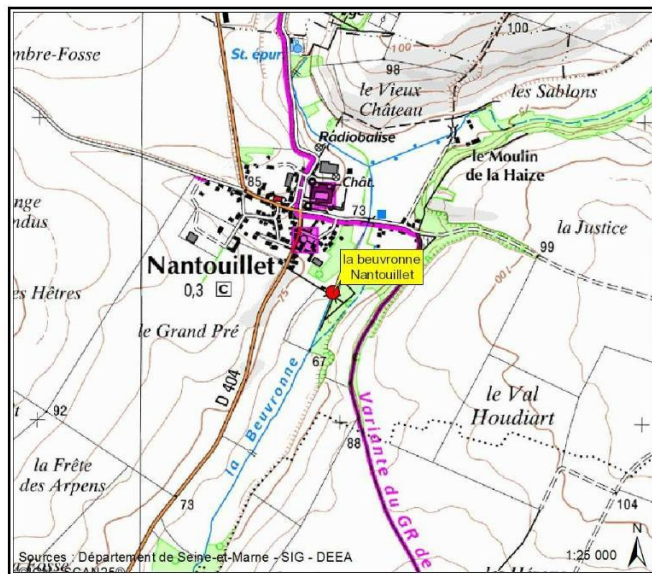 mbre-Fosse
St. épur
100
98
100
le Vieux
Château
les Sablons
75
Radiobalise
le Moulin
de la Haize
85
Chât.
73
la Justice
99
100
la beuvronne
Nantouillet
Nantouillet
0,3 C
75
es Hêtres
le Grand Pré
67
D 404
la Beuvronne
Variante du GR de
le Val
Houdiart
92
88
la Frête
des Arpens
73
104
N
Sources : Département de Seine-et-Marne - SIG - DEEA
1:25 000